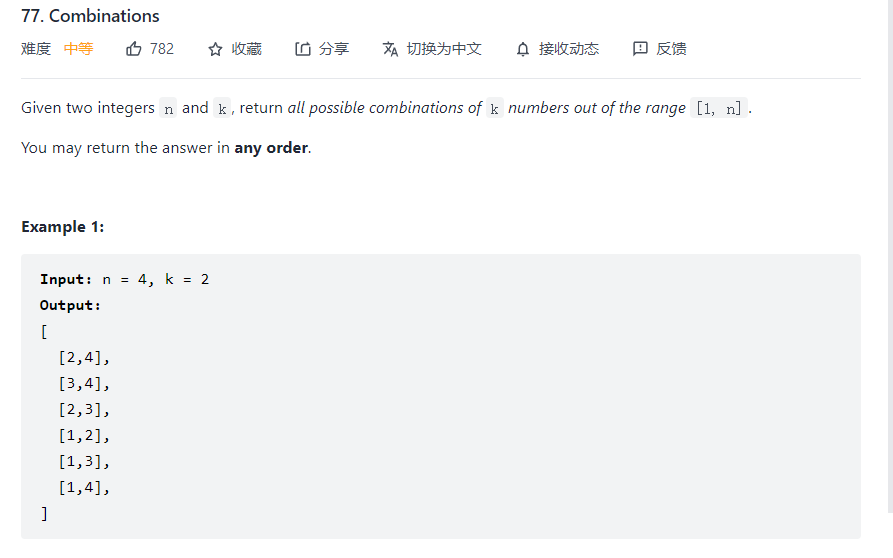 77. Combinations
难度 中等 782 收藏 分享 切换为中文 接收动态 反馈
Given two integers n and k, return all possible combinations of k numbers out of the range [1, n].
You may return the answer in any order.
Example 1:
Input: n = 4, k = 2
Output:
[
[2,4],
[3,4],
[2,3],
[1,2],
[1,3],
[1,4],
]